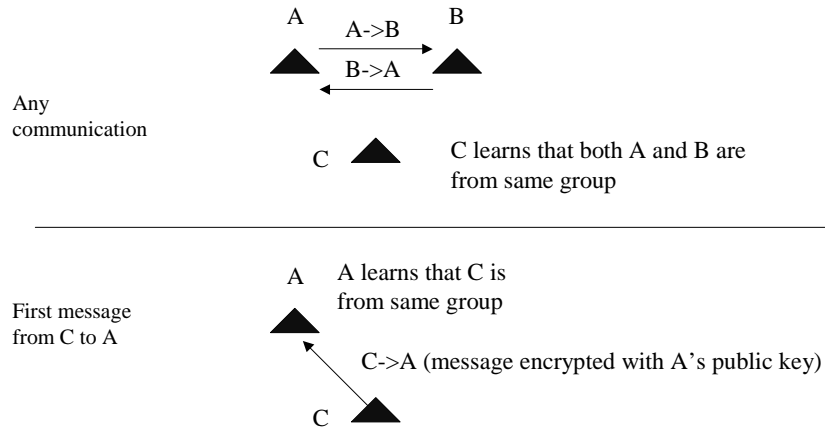 A
B
A->B
B->A
Any
communication
C
C learns that both A and B are
from same group
A
A learns that C is
from same group
First message
from C to A
C->A (message encrypted with A's public key)
C